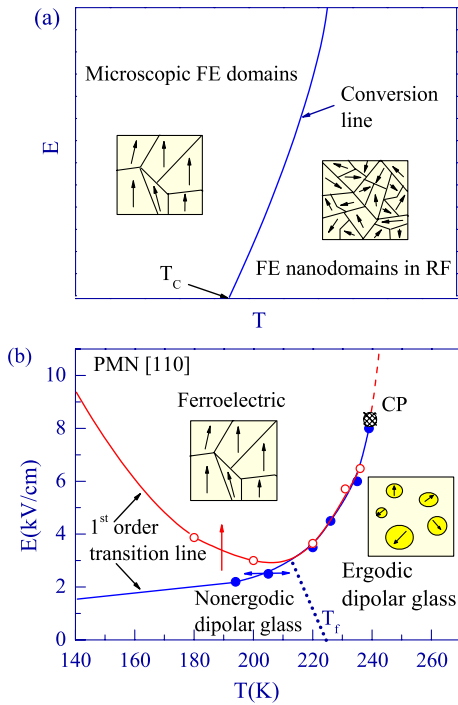 (a)
Microscopic FE domains
Conversion
line
E
FE nanodomains in RF
T_C
T
(b)
PMN [110]
10
8
6
4
2
0
E(kV/cm)
CP
Ferroelectric
1st order
transition line
Nonergodic
dipolar glass
T_f
Ergodic
dipolar glass
140 160 180 200 220 240 260
T(K)